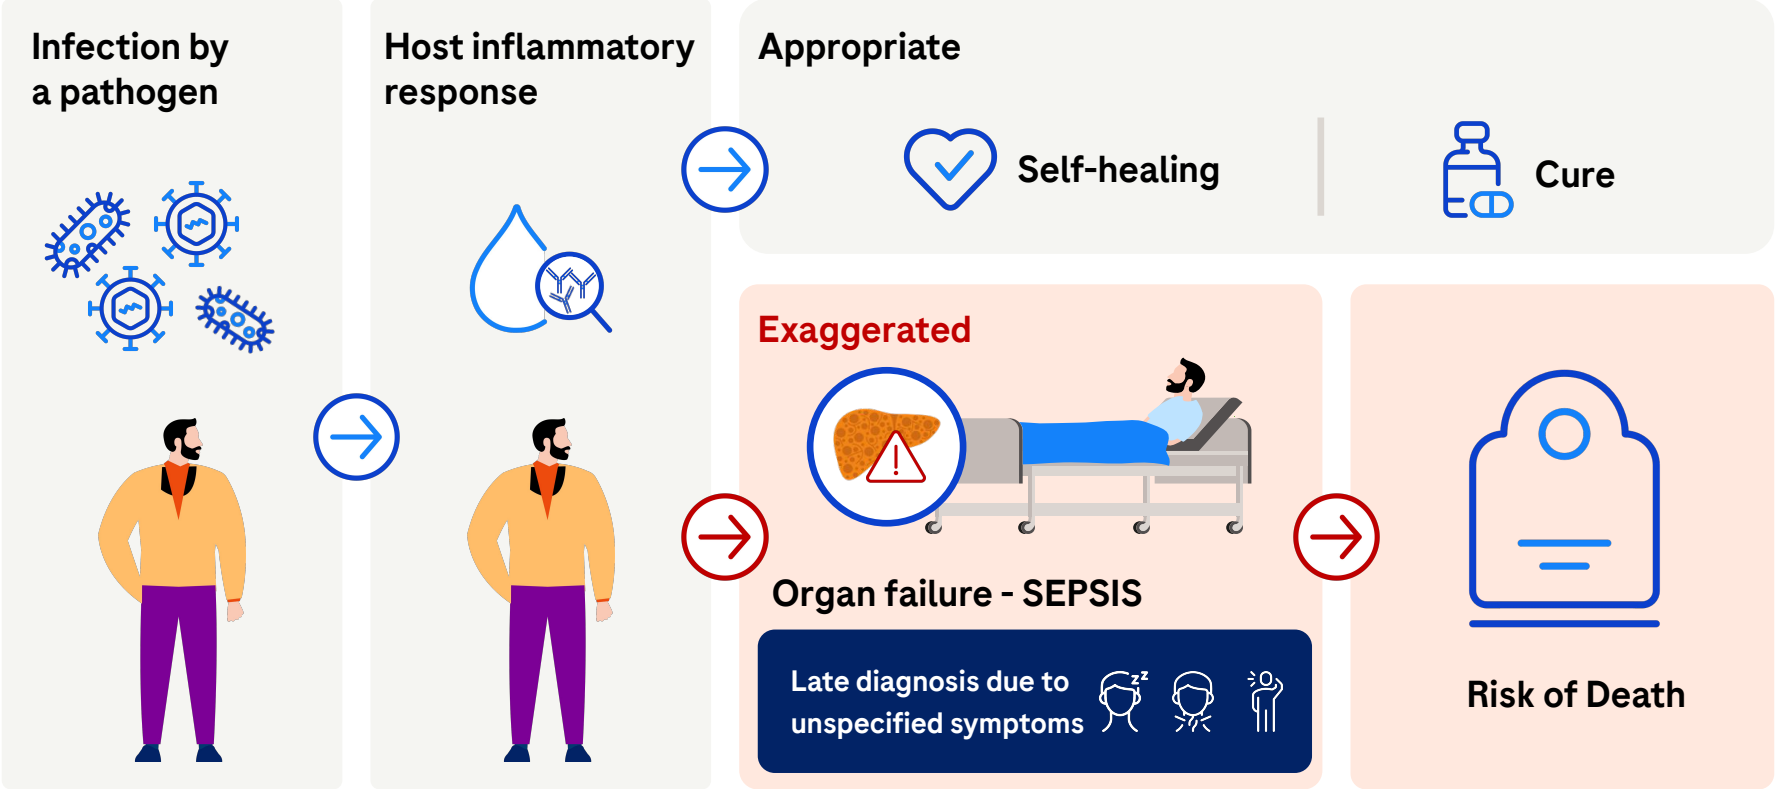 Infection by
a pathogen
Host inflammatory
response
Appropriate
Self-healing
Cure
Exaggerated
Organ failure - SEPSIS
Late diagnosis due to
unspecified symptoms
zz
Risk of Death